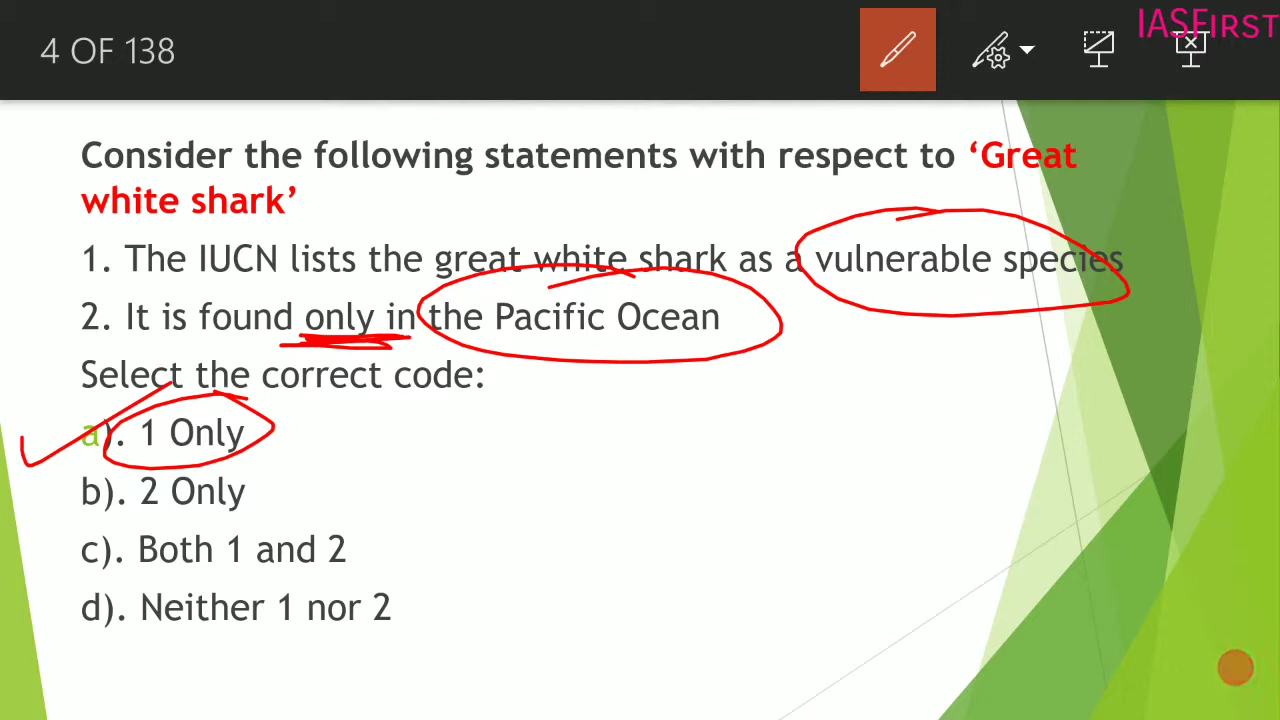 IASFIRST
4 OF 138
Consider the following statements with respect to ‘Great
white shark’
1. The IUCN lists the great white shark as a vulnerable species
2. It is found only in the Pacific Ocean
Select the correct code:
a). 1 Only
b). 2 Only
c). Both 1 and 2
d). Neither 1 nor 2